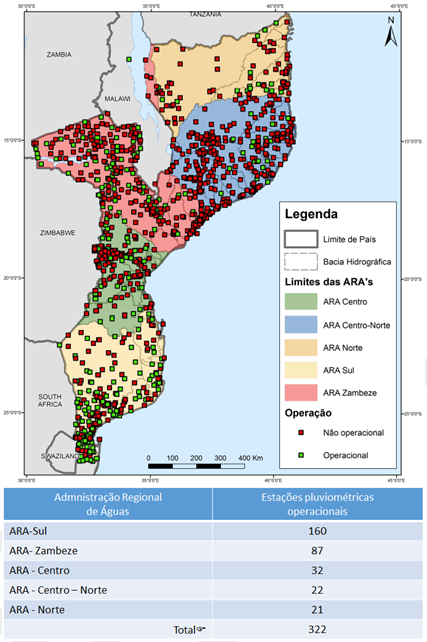 30°0'0"E
35°0'0"E
40°0'0"E
TANZANIA
N
ZAMBIA
MALAWI
15°0'0"S
15°0'0"S
ZIMBABWE
20°0'0"S
20°0'0"S
SOUTH
AFRICA
25°0'0"S
25°0'0"S
SWAZILAND
Legenda
Limite de País
Bacia Hidrográfica
Limites das ARA's
ARA Centro
ARA Centro-Norte
ARA Norte
ARA Sul
ARA Zambeze
Operação
Não operacional
Operacional
0 100 200 300 400 Km
30°0'0"E
35°0'0"E
40°0'0"E
Admnistração Regional de Águas
Estações pluviométricas operacionais
ARA-Sul 160
ARA- Zambeze 87
ARA - Centro 32
ARA - Centro – Norte 22
ARA - Norte 21
Total☞ 322